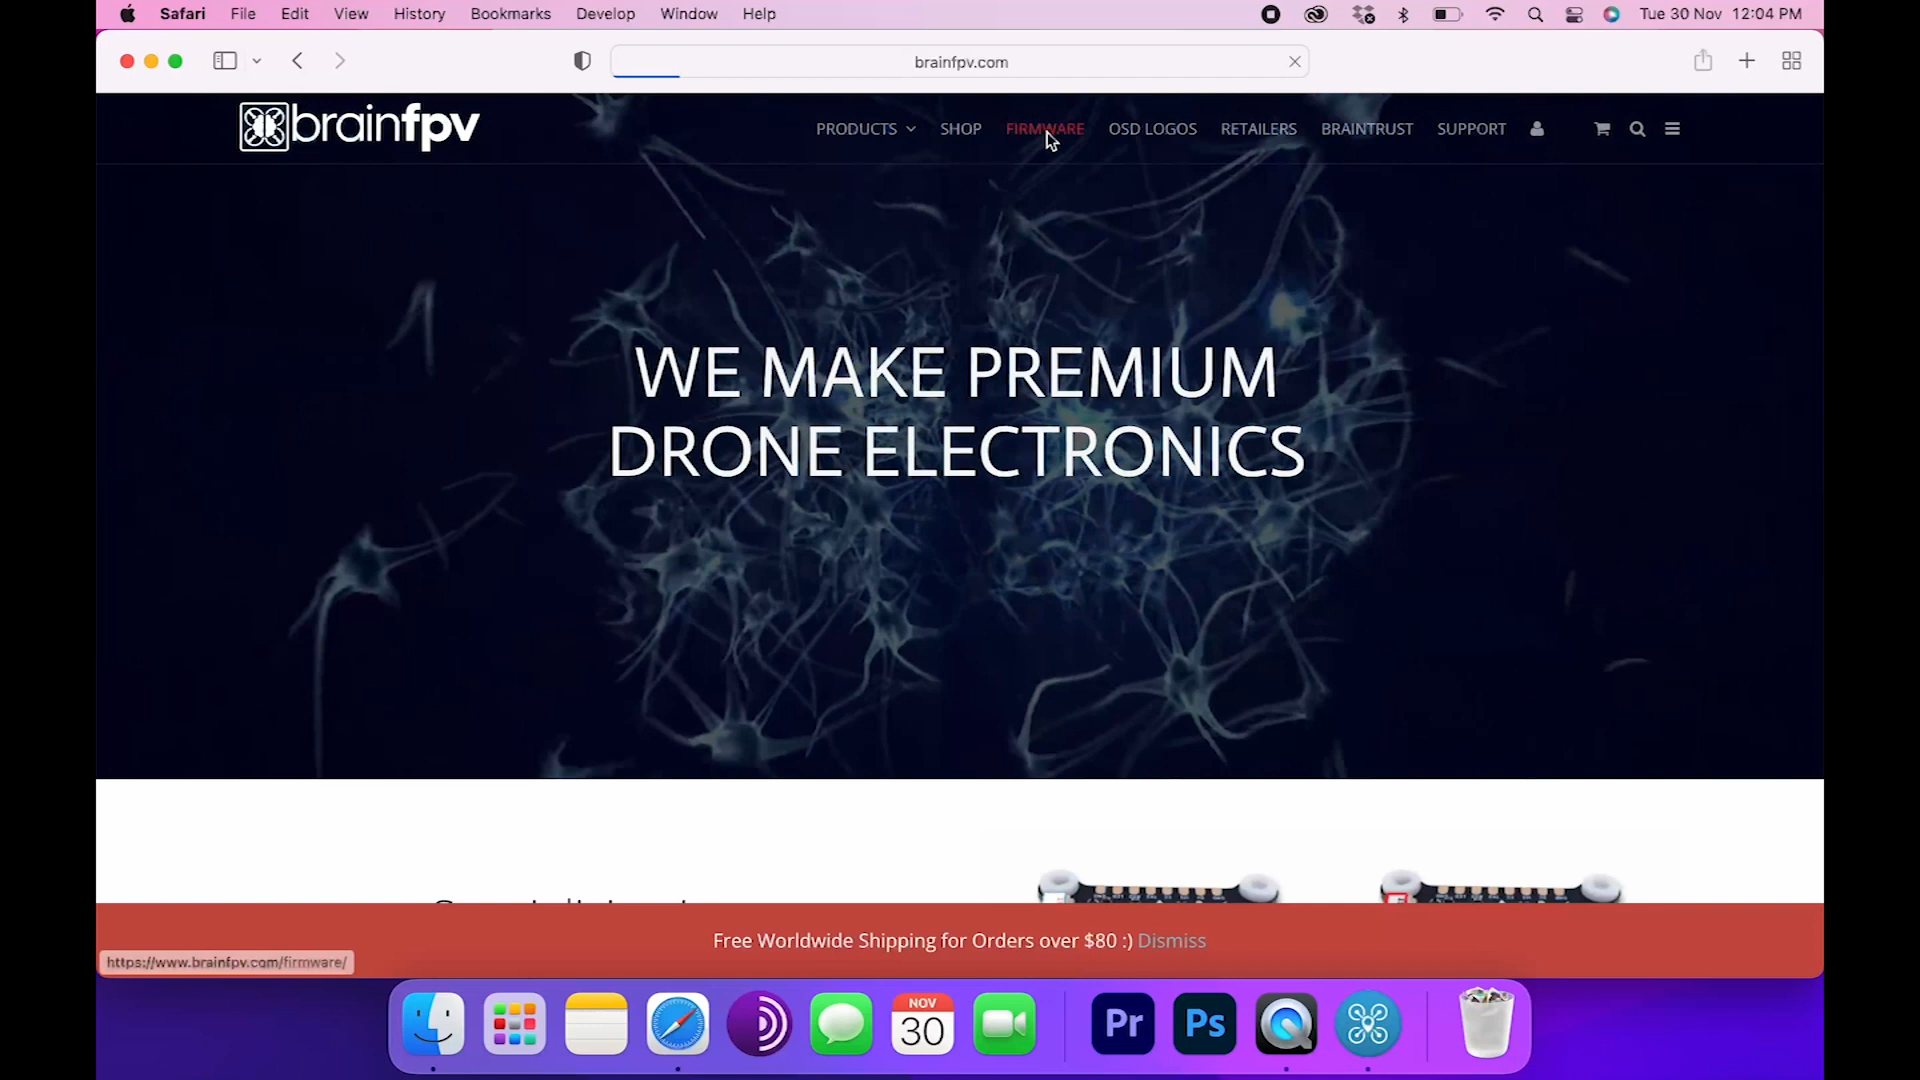 Safari File Edit View History Bookmarks Develop Window Help Tue 30 Nov 12:04 PM
brainfpv.com
brainfpv PRODUCTS SHOP FIRMWARE OSD LOGOS RETAILERS BRAINTRUST SUPPORT
WE MAKE PREMIUM
DRONE ELECTRONICS
Free Worldwide Shipping for Orders over $80 :) Dismiss
https://www.brainfpv.com/firmware/
NOV
30
Pr
Ps